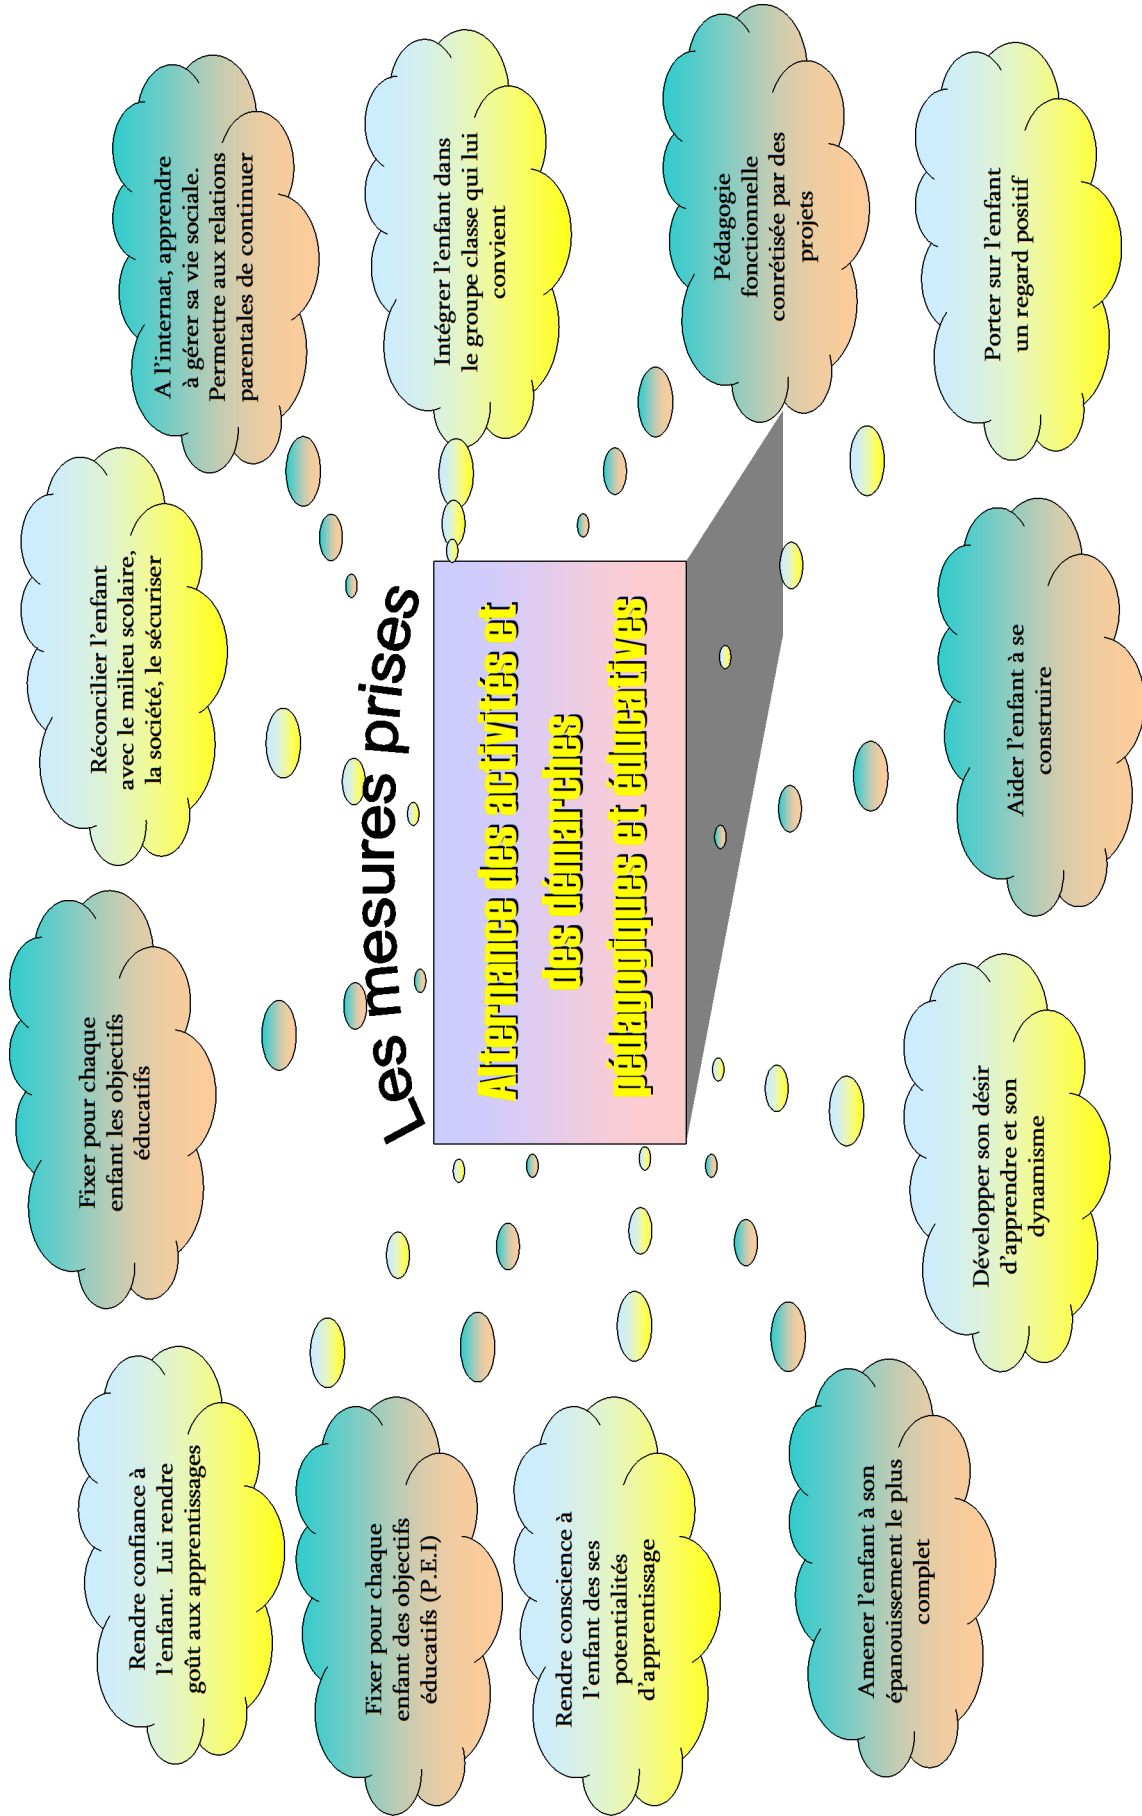 Les mesures prises
Alternance des activités et
des démarches
pédagogiques et éducatives
Rendre confiance à
l'enfant.  Lui rendre
goût aux apprentissages
Fixer pour chaque
enfant les objectifs
éducatifs
Réconcilier l'enfant
avec le milieu scolaire,
la société, le sécuriser
A l'internat, apprendre
à gérer sa vie sociale.
Permettre aux relations
parentales de continuer
Intégrer l'enfant dans
le groupe classe qui lui
convient
Pédagogie
fonctionnelle
conrétisée par des
projets
Porter sur l'enfant
un regard positif
Aider l'enfant à se
construire
Développer son désir
d'apprendre et son
dynamisme
Amener l'enfant à son
épanouissement le plus
complet
Rendre conscience à
l'enfant des ses
potentialités
d'apprentissage
Fixer pour chaque
enfant des objectifs
éducatifs (P.E.I)